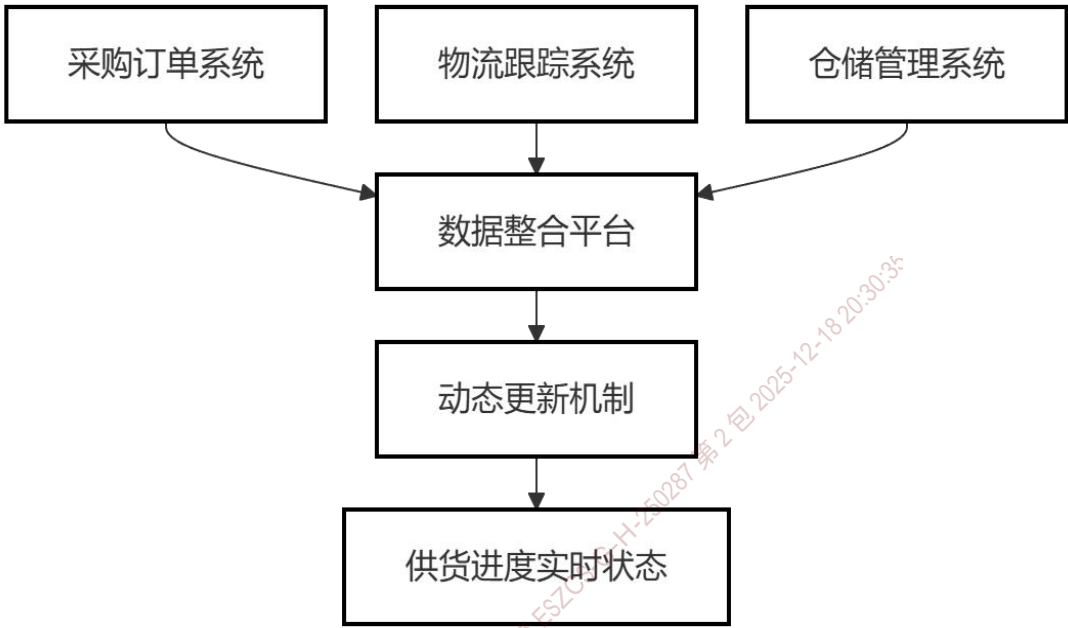 采购订单系统
物流跟踪系统
仓储管理系统
数据整合平台
动态更新机制
供货进度实时状态
-H-250287 第 2 包 2025-12-18 20:30:35